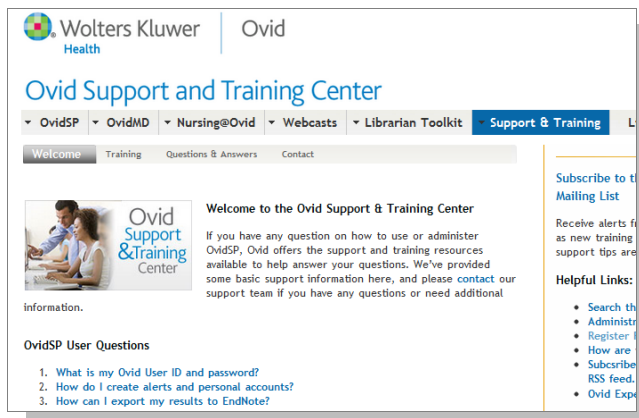 Wolters Kluwer Ovid
Health
Ovid Support and Training Center
OvidSP OvidMD Nursing@Ovid Webcasts Librarian Toolkit Support & Training
Welcome Training Questions & Answers Contact
Ovid
Support
&Training
Center
Welcome to the Ovid Support & Training Center
If you have any question on how to use or administer
OvidSP, Ovid offers the support and training resources
available to help answer your questions. We've provided
some basic support information here, and please contact our
support team if you have any questions or need additional
information.
OvidSP User Questions
1. What is my Ovid User ID and password?
2. How do I create alerts and personal accounts?
3. How can I export my results to EndNote?
Subscribe to
Mailing List
Receive alerts
as new training
support tips are
Helpful Links:
Search
Register
How are
Subcsribe
RSS feed.
Ovid